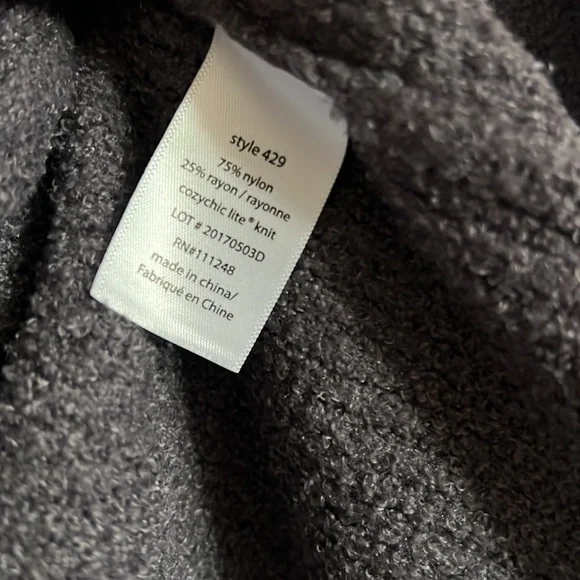 style 429
75% nylon
25% rayon / rayonne
cozychic lite® knit
LOT # 20170503D
RN#111248
made in china/
Fabriqué en Chine